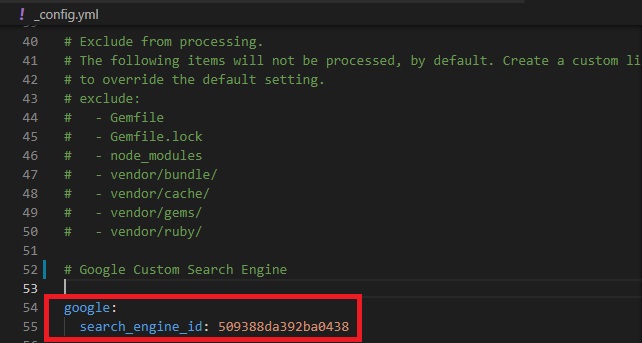 ! _config.yml
40 # Exclude from processing.
41 # The following items will not be processed, by default. Create a custom li
42 # to override the default setting.
43 # exclude:
44 #   - Gemfile
45 #   - Gemfile.lock
46 #   - node_modules
47 #   - vendor/bundle/
48 #   - vendor/cache/
49 #   - vendor/gems/
50 #   - vendor/ruby/
51
52 # Google Custom Search Engine
53
54 google:
55   search_engine_id: 509388da392ba0438